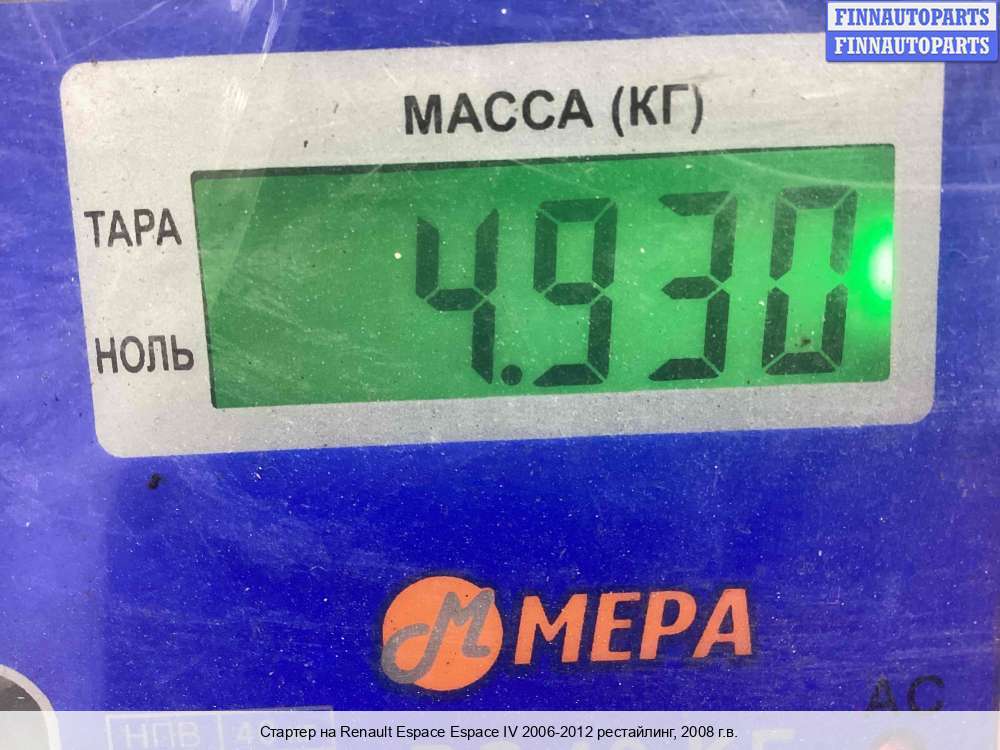 FINNAUTOPARTS
FINNAUTOPARTS
МАССА (КГ)
ТАРА
4.930
НОЛЬ
М МЕРА
AC
НПВ
Стартер на Renault Espace Espace IV 2006-2012 рестайлинг, 2008 г.в.